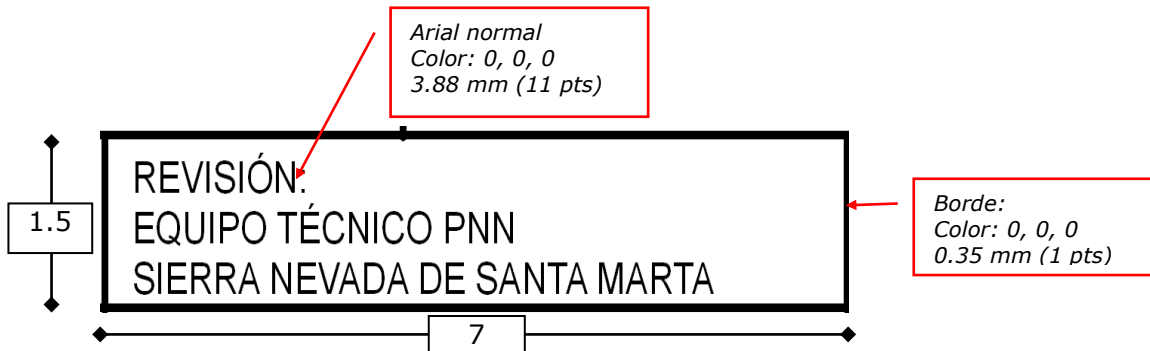 Arial normal
Color: 0, 0, 0
3.88 mm (11 pts)
REVISIÓN:
EQUIPO TÉCNICO PNN
SIERRA NEVADA DE SANTA MARTA
1.5
Borde:
Color: 0, 0, 0
0.35 mm (1 pts)
7